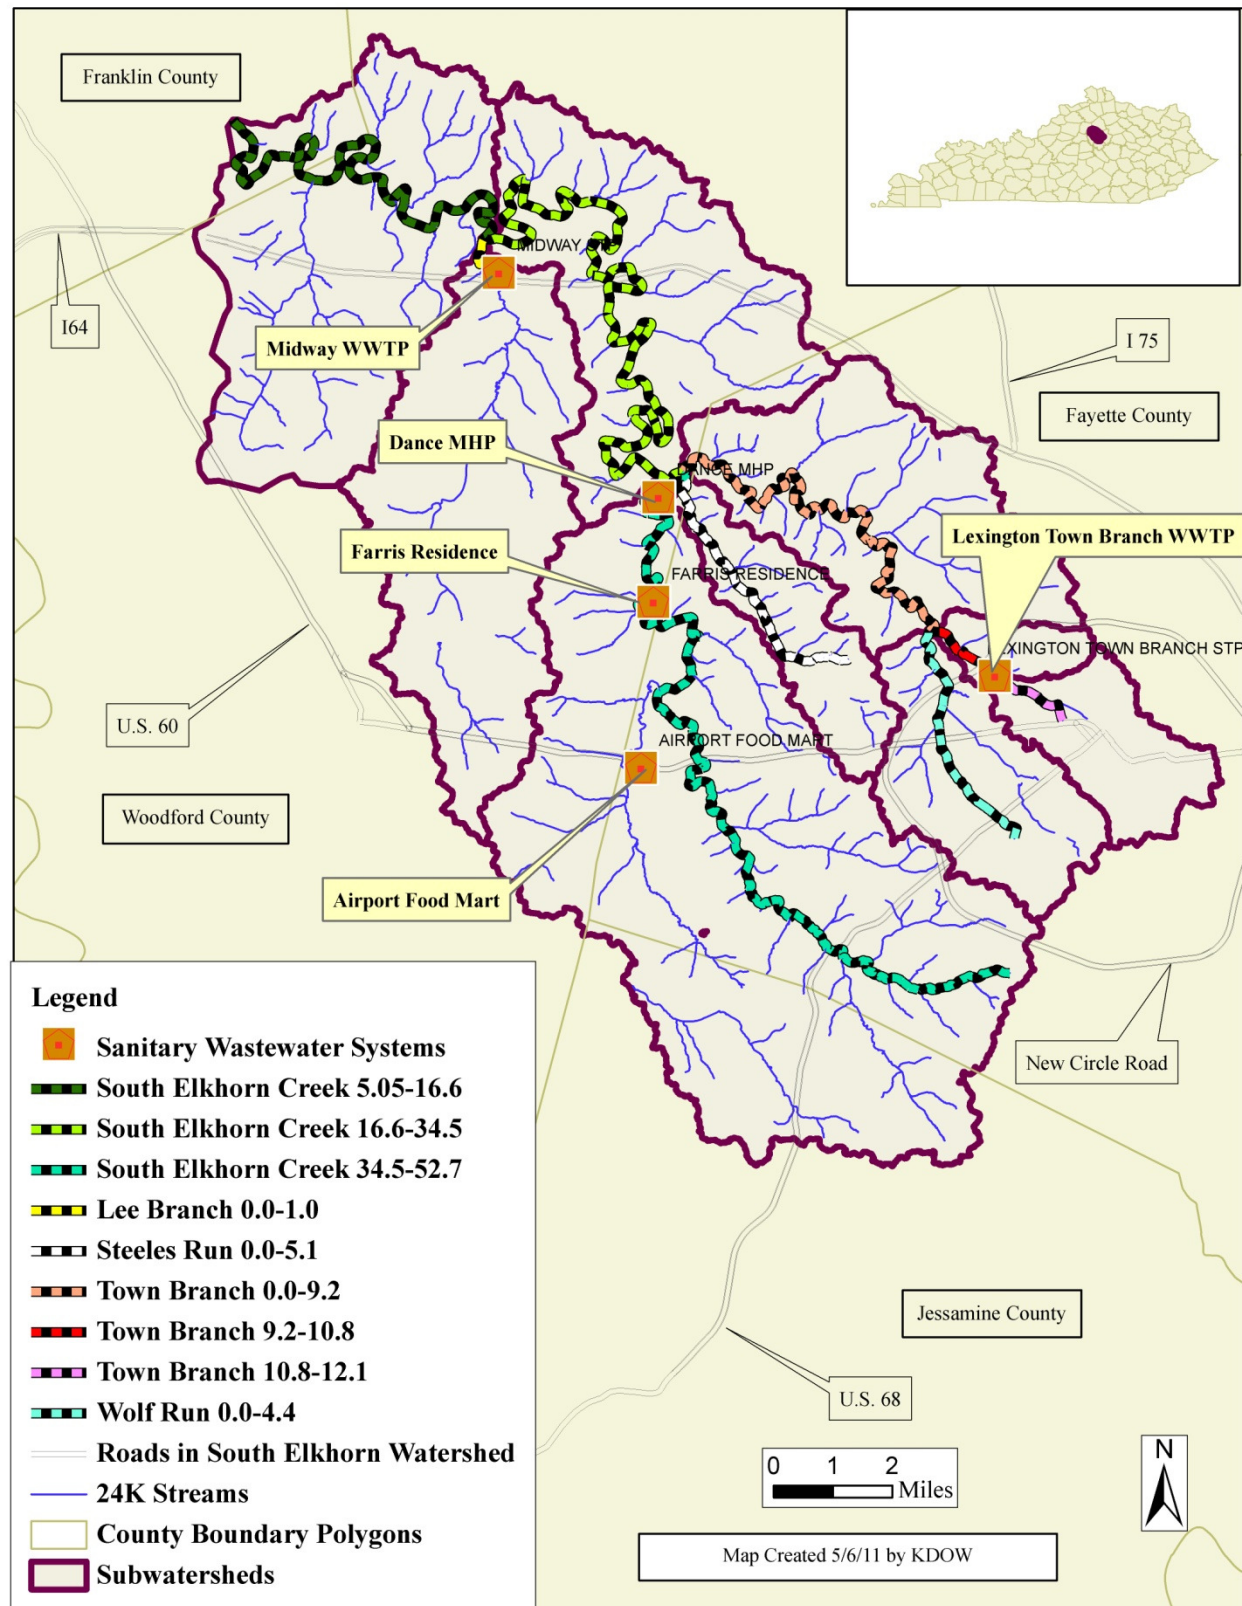 Franklin County
MIDWAY STP
I64
Midway WWTP
I 75
Fayette County
Dance MHP
DANCE MHP
Lexington Town Branch WWTP
Farris Residence
FARRIS RESIDENCE
EXINGTON TOWN BRANCH STP
U.S. 60
AIRPORT FOOD MART
Woodford County
Airport Food Mart
New Circle Road
Legend
Sanitary Wastewater Systems
South Elkhorn Creek 5.05-16.6
South Elkhorn Creek 16.6-34.5
South Elkhorn Creek 34.5-52.7
Lee Branch 0.0-1.0
Steeles Run 0.0-5.1
Town Branch 0.0-9.2
Town Branch 9.2-10.8
Town Branch 10.8-12.1
Wolf Run 0.0-4.4
Roads in South Elkhorn Watershed
24K Streams
County Boundary Polygons
Subwatersheds
Jessamine County
U.S. 68
0 1 2
Miles
N
Map Created 5/6/11 by KDOW